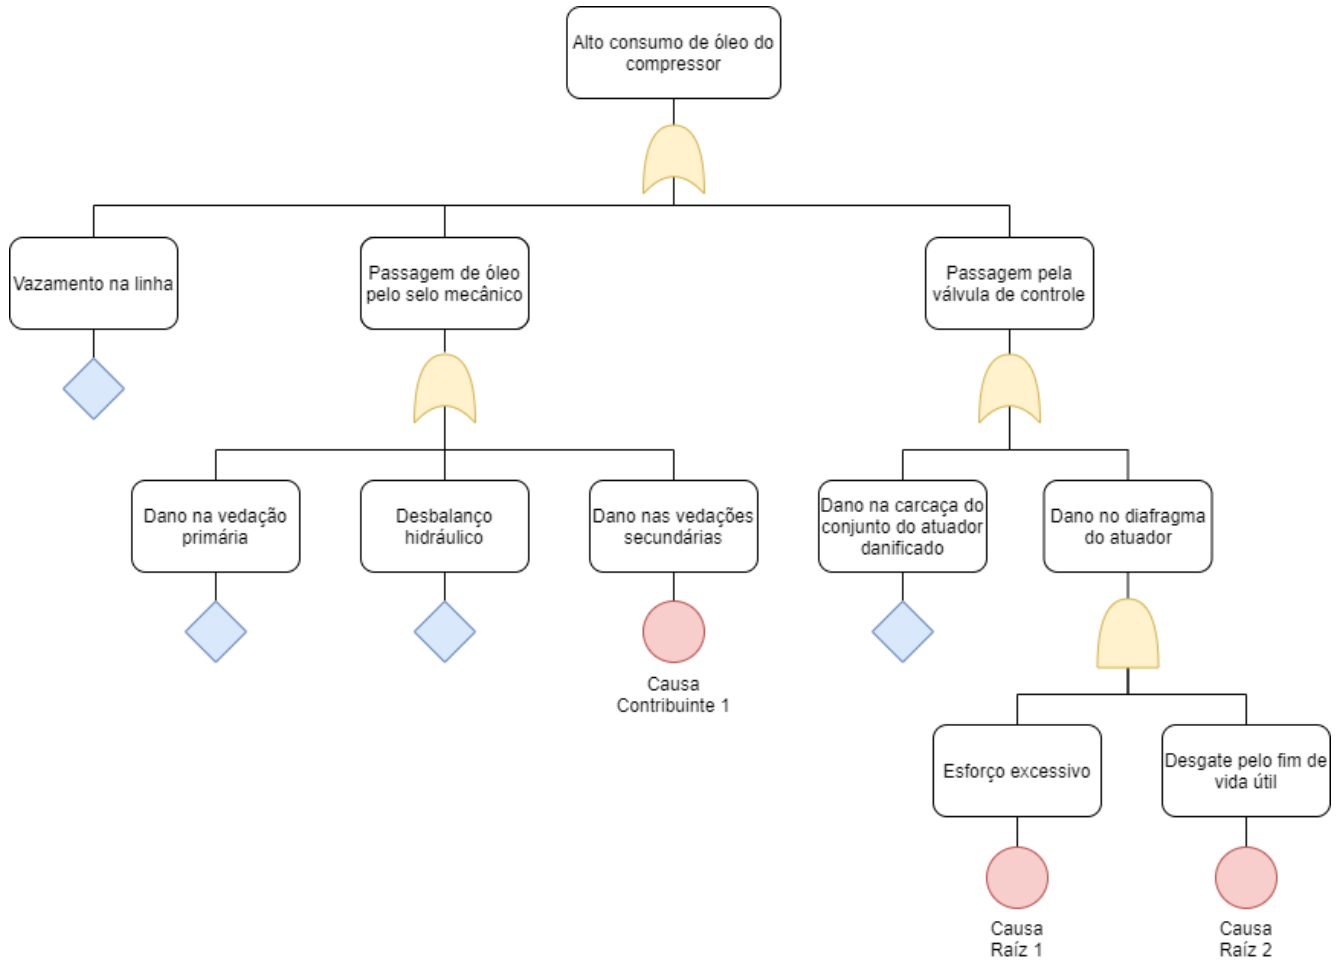 Alto consumo de óleo do
compressor
Vazamento na linha
Passagem de óleo
pelo selo mecânico
Passagem pela
válvula de controle
Dano na vedação
primária
Desbalanço
hidráulico
Dano nas vedações
secundárias
Dano na carcaça do
conjunto do atuador
danificado
Dano no diafragma
do atuador
Causa
Contribuinte 1
Esforço excessivo
Desgate pelo fim de
vida útil
Causa
Raíz 1
Causa
Raíz 2